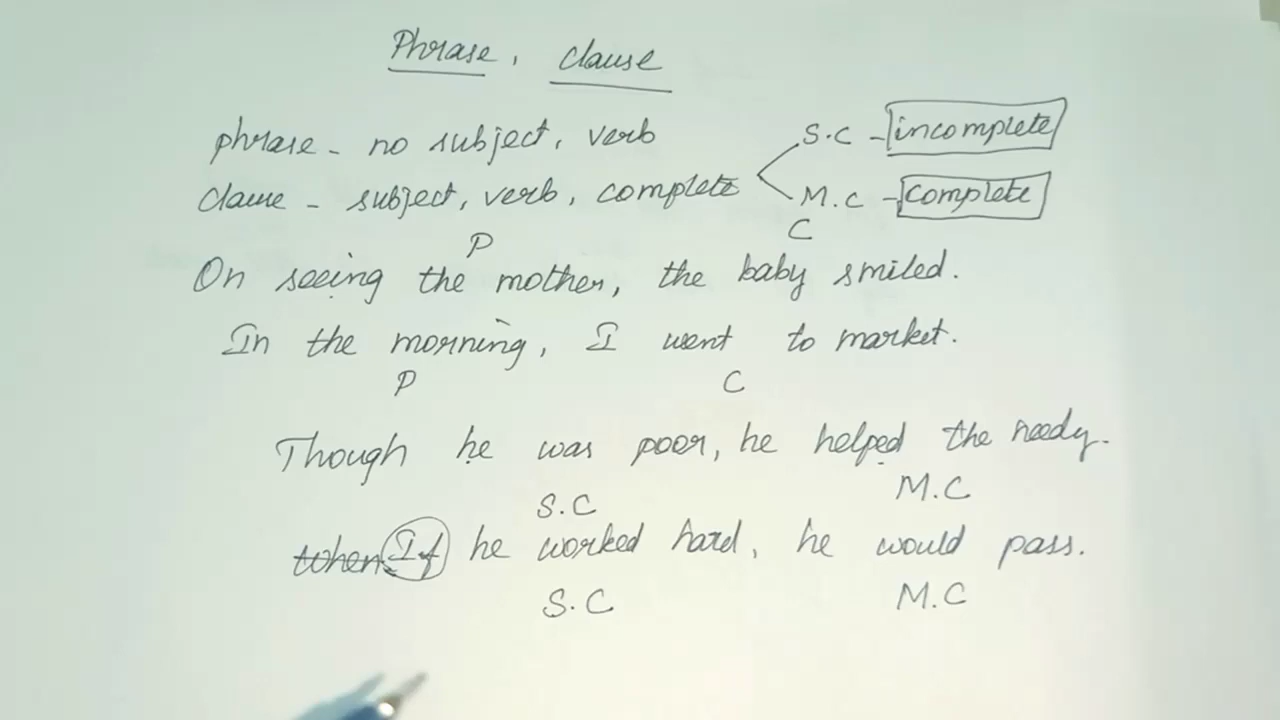 Phrase, Clause
phrase - no subject, verb
S.C - incomplete
Clause - subject, verb, complete
M.C - complete
P
C
On seeing the mother, the baby smiled.
In the morning, I went to market.
P
C
Though he was poor, he helped the needy.
S.C
M.C
When If he worked hard, he would pass.
S.C
M.C